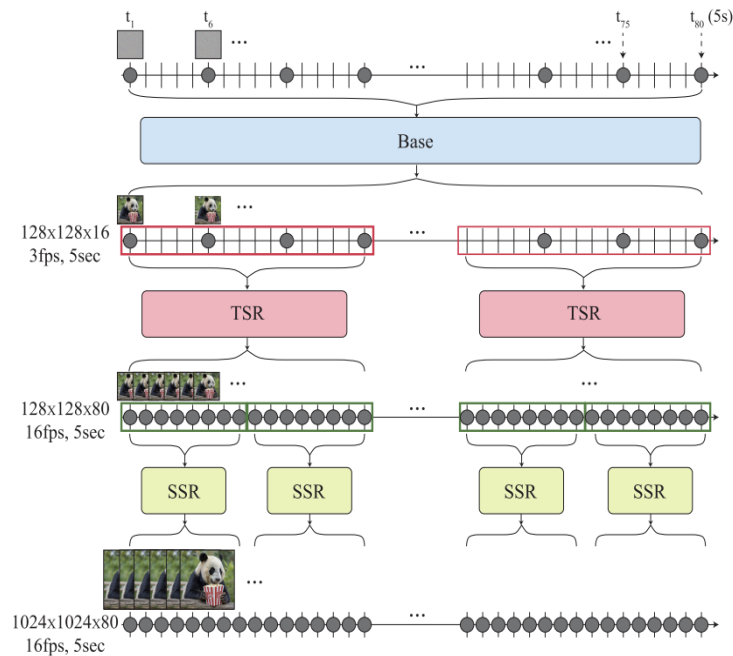 t1 t6 ... ... t75 t80 (5s)
...
Base
...
128x128x16
3fps, 5sec
...
TSR TSR
... ...
128x128x80
16fps, 5sec
...
SSR SSR SSR SSR
...
1024x1024x80
16fps, 5sec
...